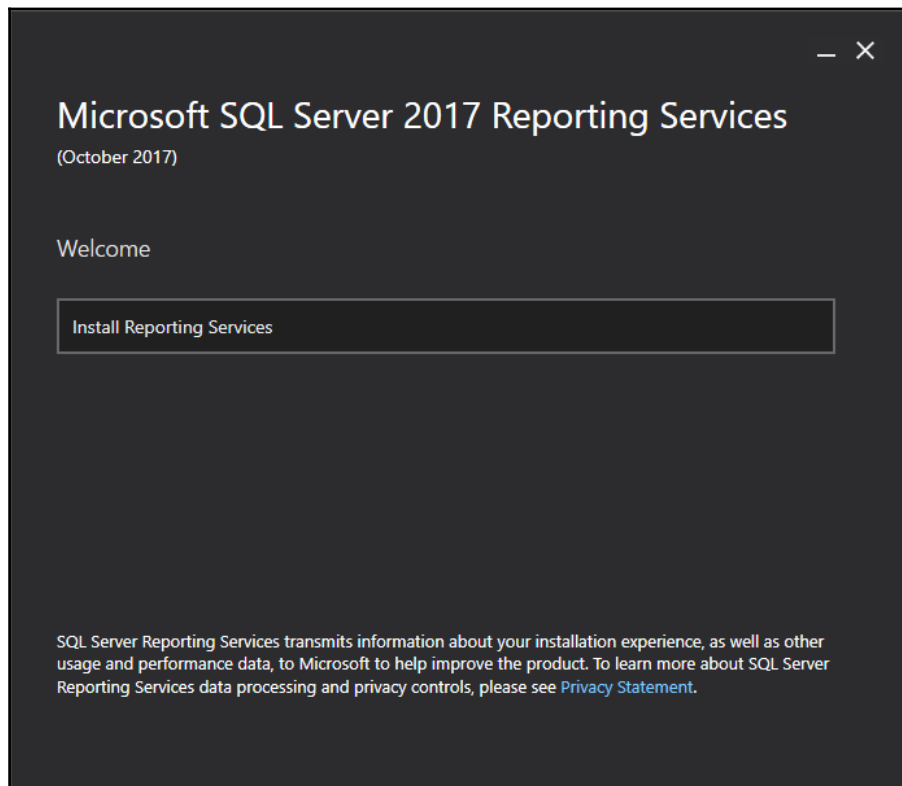 Microsoft SQL Server 2017 Reporting Services
(October 2017)
Welcome
Install Reporting Services
SQL Server Reporting Services transmits information about your installation experience, as well as other
usage and performance data, to Microsoft to help improve the product. To learn more about SQL Server
Reporting Services data processing and privacy controls, please see Privacy Statement.